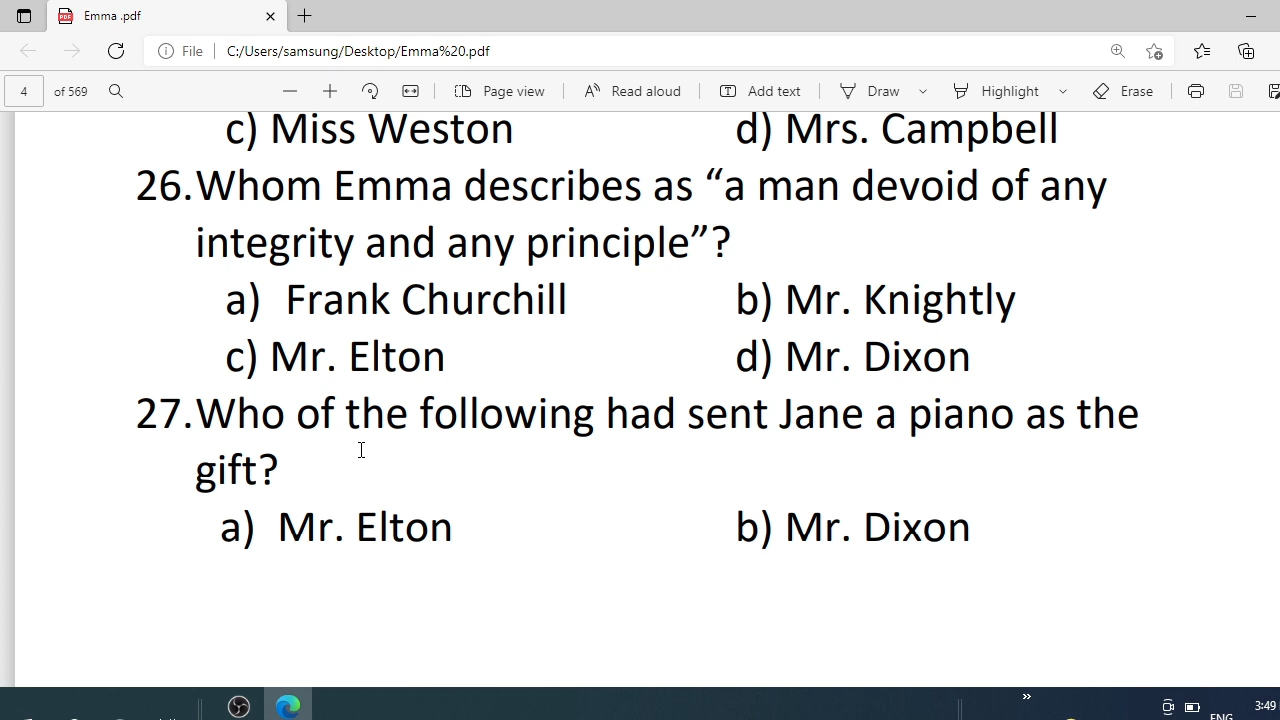 Emma .pdf
File
C:/Users/samsung/Desktop/Emma%20.pdf
4 of 569 Page view Read aloud Add text Draw Highlight Erase
c) Miss Weston d) Mrs. Campbell
26.Whom Emma describes as “a man devoid of any
integrity and any principle”?
a) Frank Churchill b) Mr. Knightly
c) Mr. Elton d) Mr. Dixon
27.Who of the following had sent Jane a piano as the
gift?
a) Mr. Elton b) Mr. Dixon
ENG 3:49